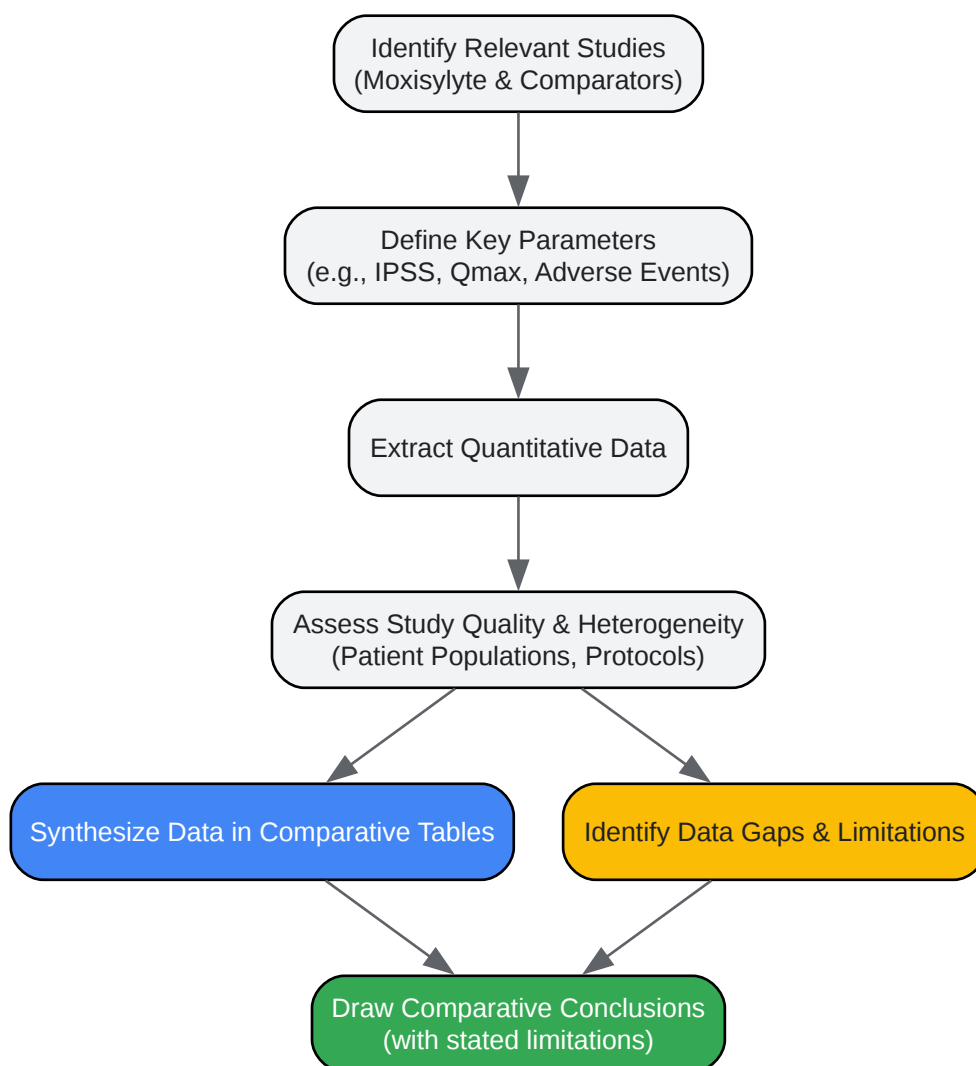 Identify Relevant Studies
(Moxisylyte & Comparators)
Define Key Parameters
(e.g., IPSS, Qmax, Adverse Events)
Extract Quantitative Data
Assess Study Quality & Heterogeneity
(Patient Populations, Protocols)
Synthesize Data in Comparative Tables
Identify Data Gaps & Limitations
Draw Comparative Conclusions
(with stated limitations)